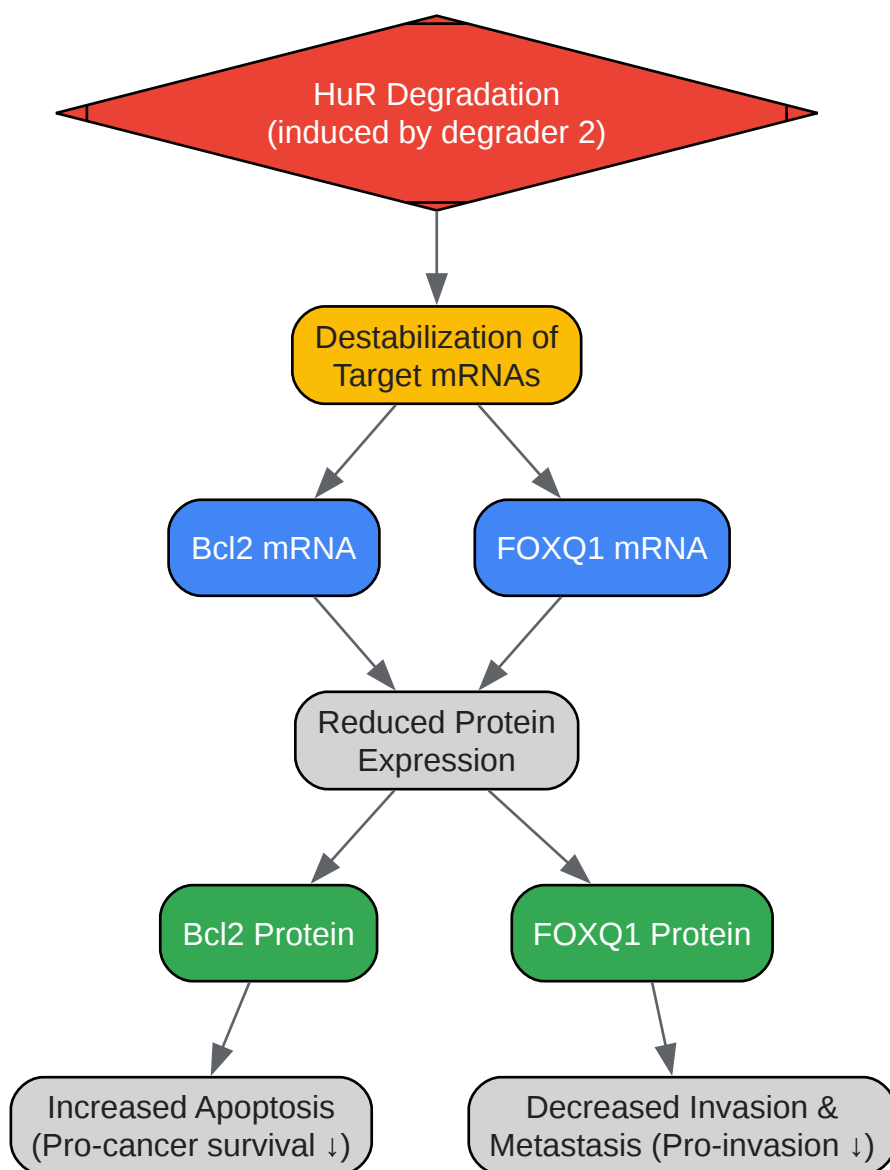 HuR Degradation
(induced by degrader 2)
Destabilization of
Target mRNAs
Bcl2 mRNA
FOXQ1 mRNA
Reduced Protein
Expression
Bcl2 Protein
FOXQ1 Protein
Increased Apoptosis
(Pro-cancer survival ↓)
Decreased Invasion &
Metastasis (Pro-invasion ↓)